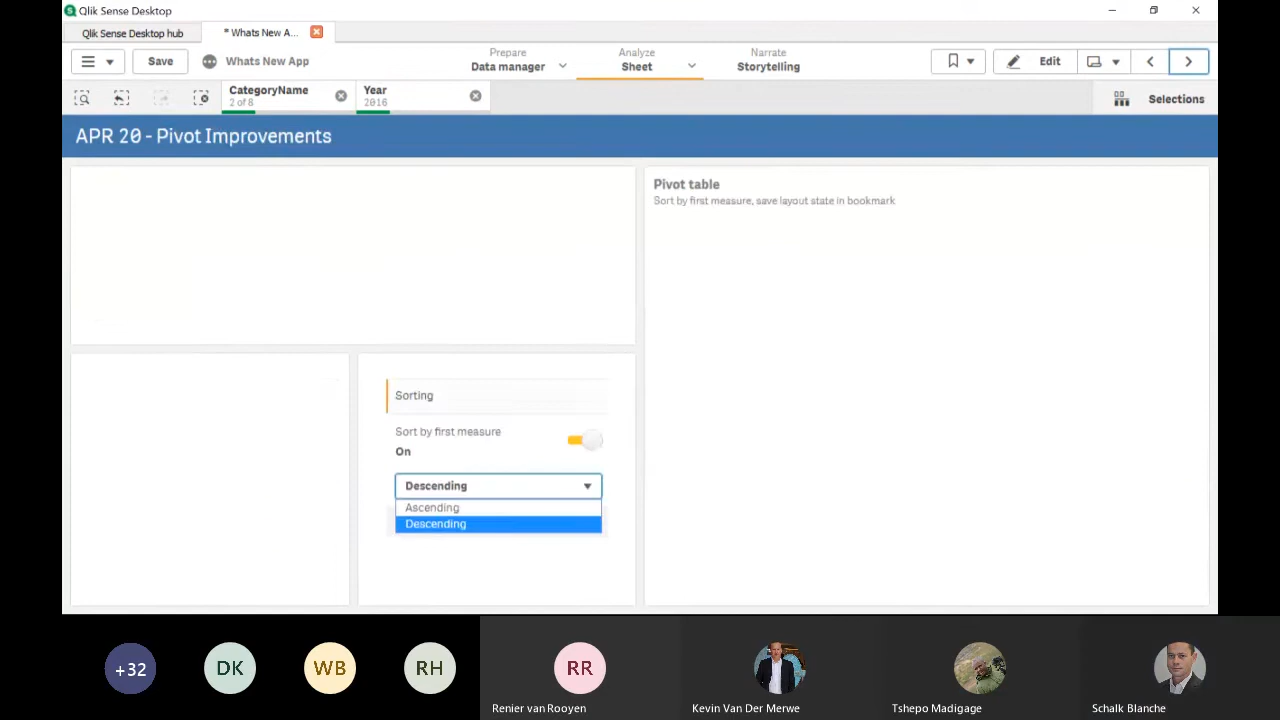 Qlik Sense Desktop
Qlik Sense Desktop hub
* Whats New A...
Save
Whats New App
Prepare
Data manager
Analyze
Sheet
Narrate
Storytelling
Edit
CategoryName
2 of 8
Year
2016
Selections
APR 20 - Pivot Improvements
Pivot table
Sort by first measure, save layout state in bookmark
Sorting
Sort by first measure
On
Descending
Ascending
Descending
+32
DK
WB
RH
RR
Renier van Rooyen
Kevin Van Der Merwe
Tshepo Madigage
Schalk Blanche